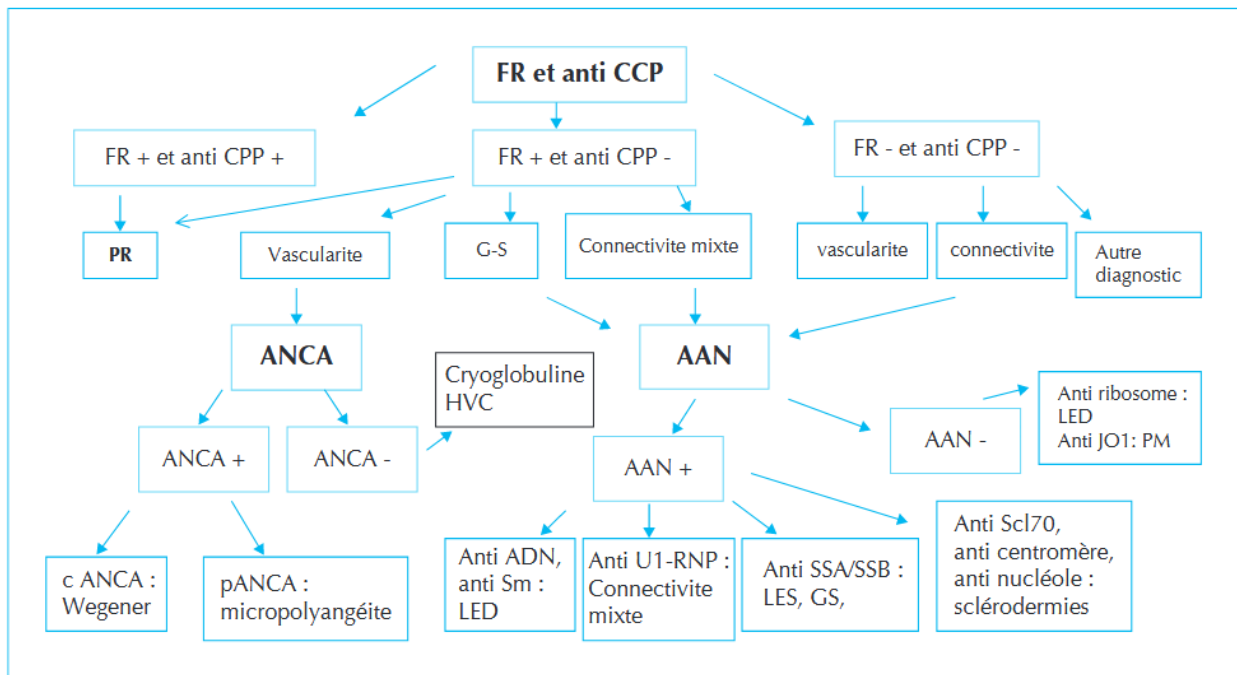 FR et anti CCP
FR + et anti CPP +
FR + et anti CPP -
FR - et anti CPP -
PR
Vascularite
G-S
Connectivite mixte
vascularite
connectivite
Autre
diagnostic
ANCA
AAN
Cryoglobuline
HVC
Anti ribosome :
LED
Anti JO1: PM
ANCA +
ANCA -
AAN +
AAN -
c ANCA :
Wegener
pANCA :
micropolyangéite
Anti ADN,
anti Sm :
LED
Anti U1-RNP :
Connectivite
mixte
Anti SSA/SSB :
LES, GS,
Anti Scl70,
anti centromère,
anti nucléole :
sclérodermies